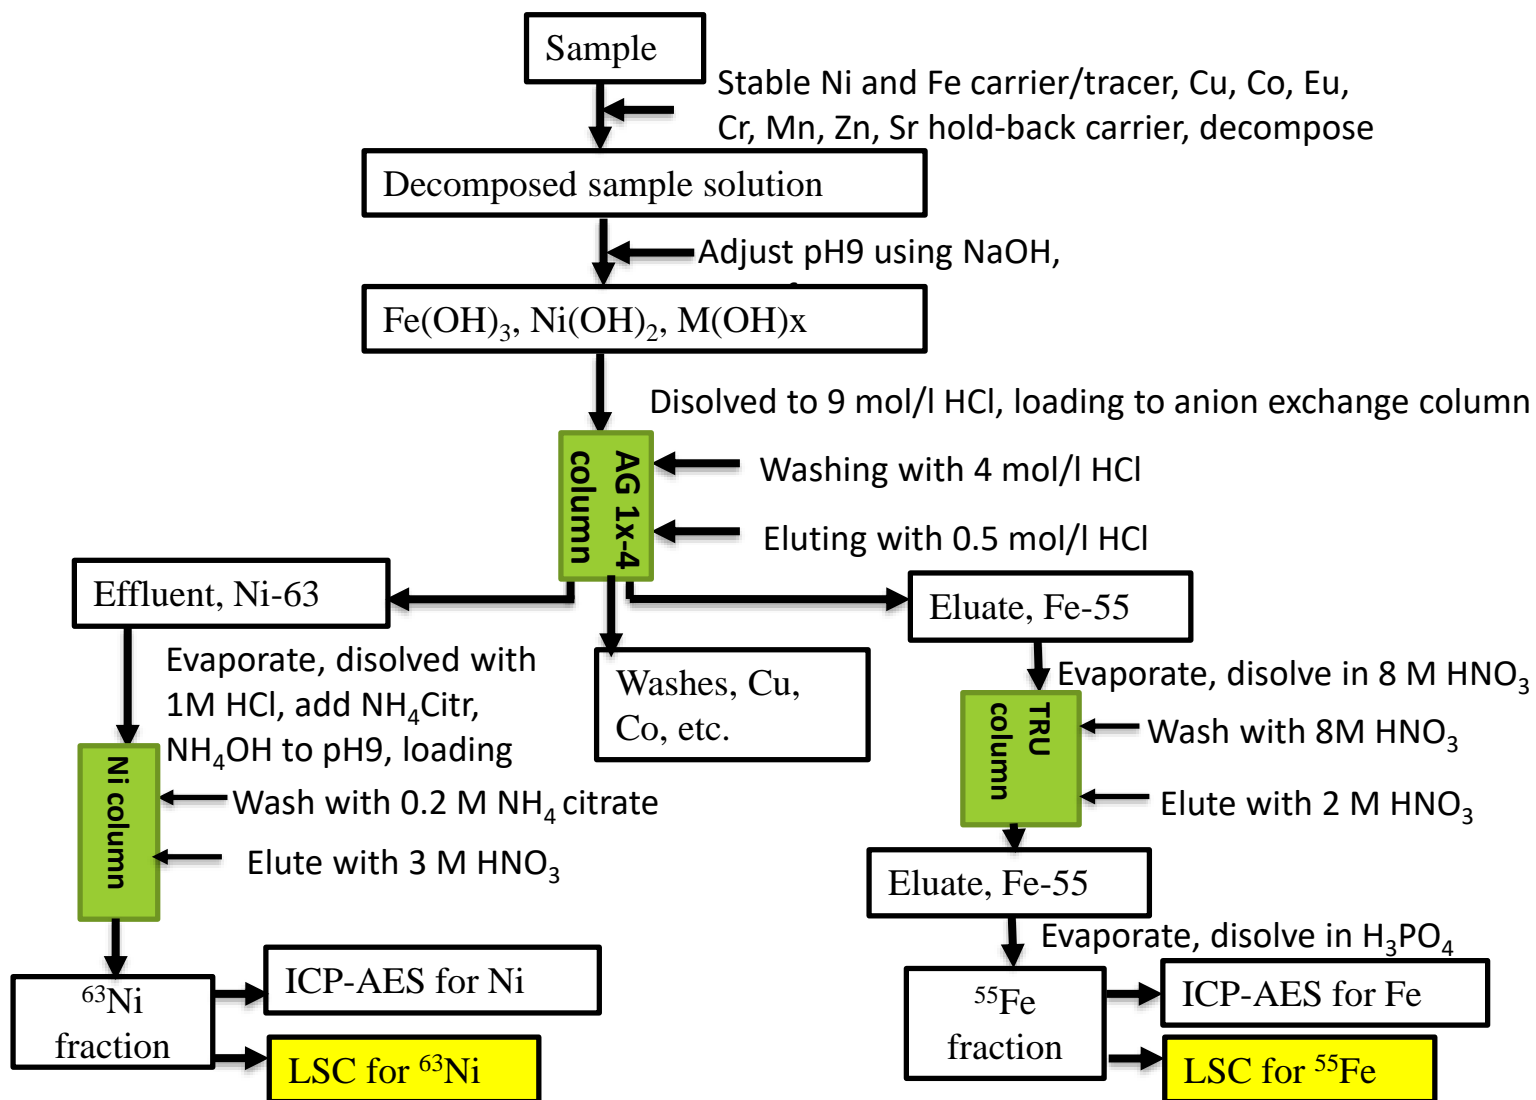 Sample
Stable Ni and Fe carrier/tracer, Cu, Co, Eu,
Cr, Mn, Zn, Sr hold-back carrier, decompose
Decomposed sample solution
Adjust pH9 using NaOH,
Fe(OH)₃, Ni(OH)₂, M(OH)x
Disolved to 9 mol/l HCl, loading to anion exchange column
AG 1x-4
column
Washing with 4 mol/l HCl
Eluting with 0.5 mol/l HCl
Effluent, Ni-63
Washes, Cu,
Co, etc.
Eluate, Fe-55
Evaporate, disolved with
1M HCl, add NH₄Citr,
NH₄OH to pH9, loading
Ni column
Wash with 0.2 M NH₄ citrate
Elute with 3 M HNO₃
⁶³Ni
fraction
ICP-AES for Ni
LSC for ⁶³Ni
Evaporate, disolve in 8 M HNO₃
TRU
column
Wash with 8M HNO₃
Elute with 2 M HNO₃
Eluate, Fe-55
Evaporate, disolve in H₃PO₄
⁵⁵Fe
fraction
ICP-AES for Fe
LSC for ⁵⁵Fe